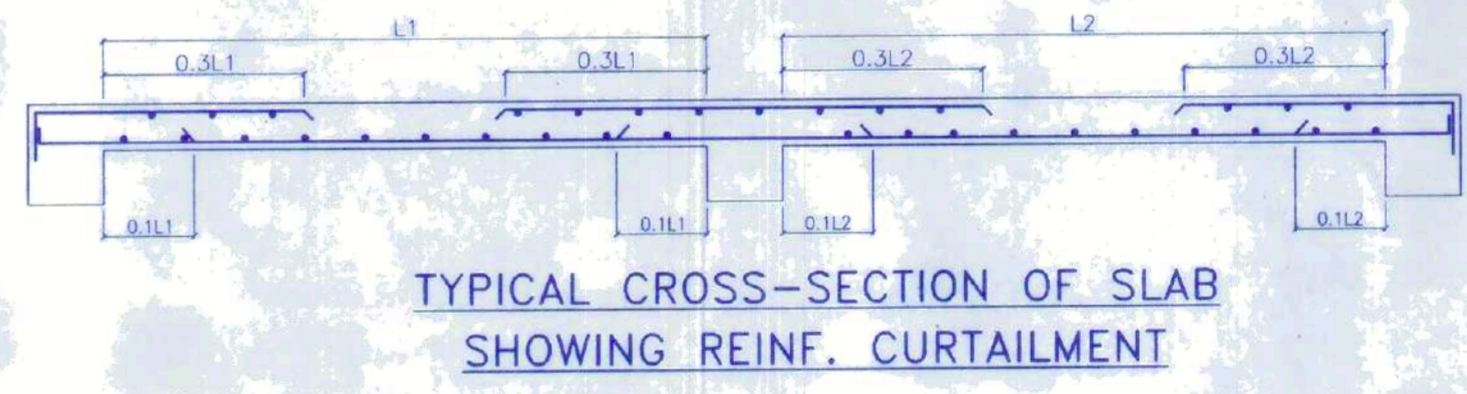 L1
L2
0.3L1
0.3L1
0.3L2
0.3L2
0.1L1
0.1L1
0.1L2
0.1L2
TYPICAL CROSS-SECTION OF SLAB
SHOWING REINF. CURTAILMENT